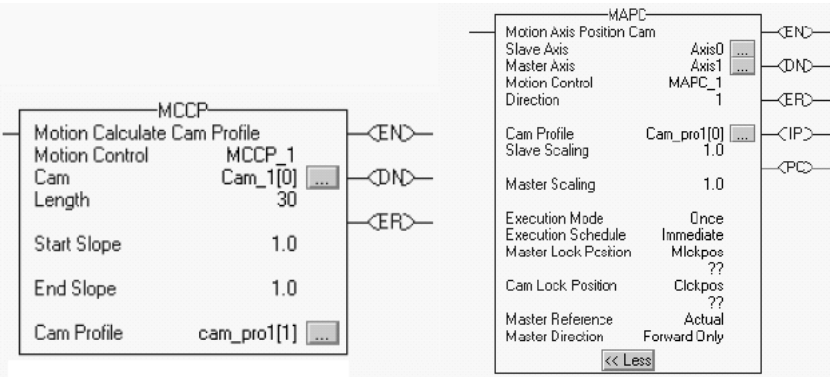 MCCP
Motion Calculate Cam Profile
Motion Control MCCP_1
Cam Cam_1[0] ...
Length 30
Start Slope 1.0
End Slope 1.0
Cam Profile cam_pro1[1] ...
EN
DN
ER
MAPC
Motion Axis Position Cam
Slave Axis Axis0 ...
Master Axis Axis1 ...
Motion Control MAPC_1
Direction 1
Cam Profile Cam_pro1[0] ...
Slave Scaling 1.0
Master Scaling 1.0
Execution Mode Once
Execution Schedule Immediate
Master Lock Position Mlckpos
??
Cam Lock Position Clckpos
??
Master Reference Actual
Master Direction Forward Only
<< Less
EN
DN
ER
IP
PC